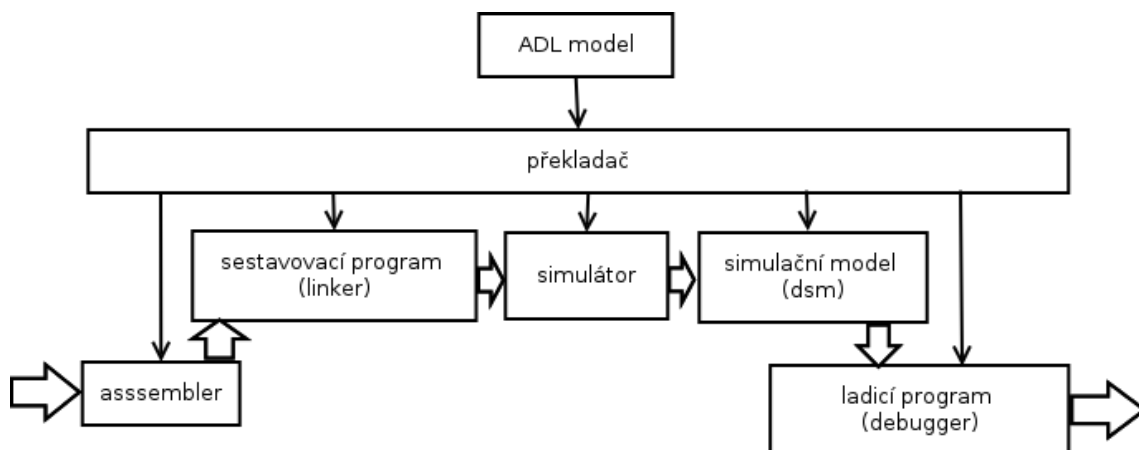 ADL model
překladač
sestavovací program
(linker)
simulátor
simulační model
(dsm)
asssembler
ladicí program
(debugger)